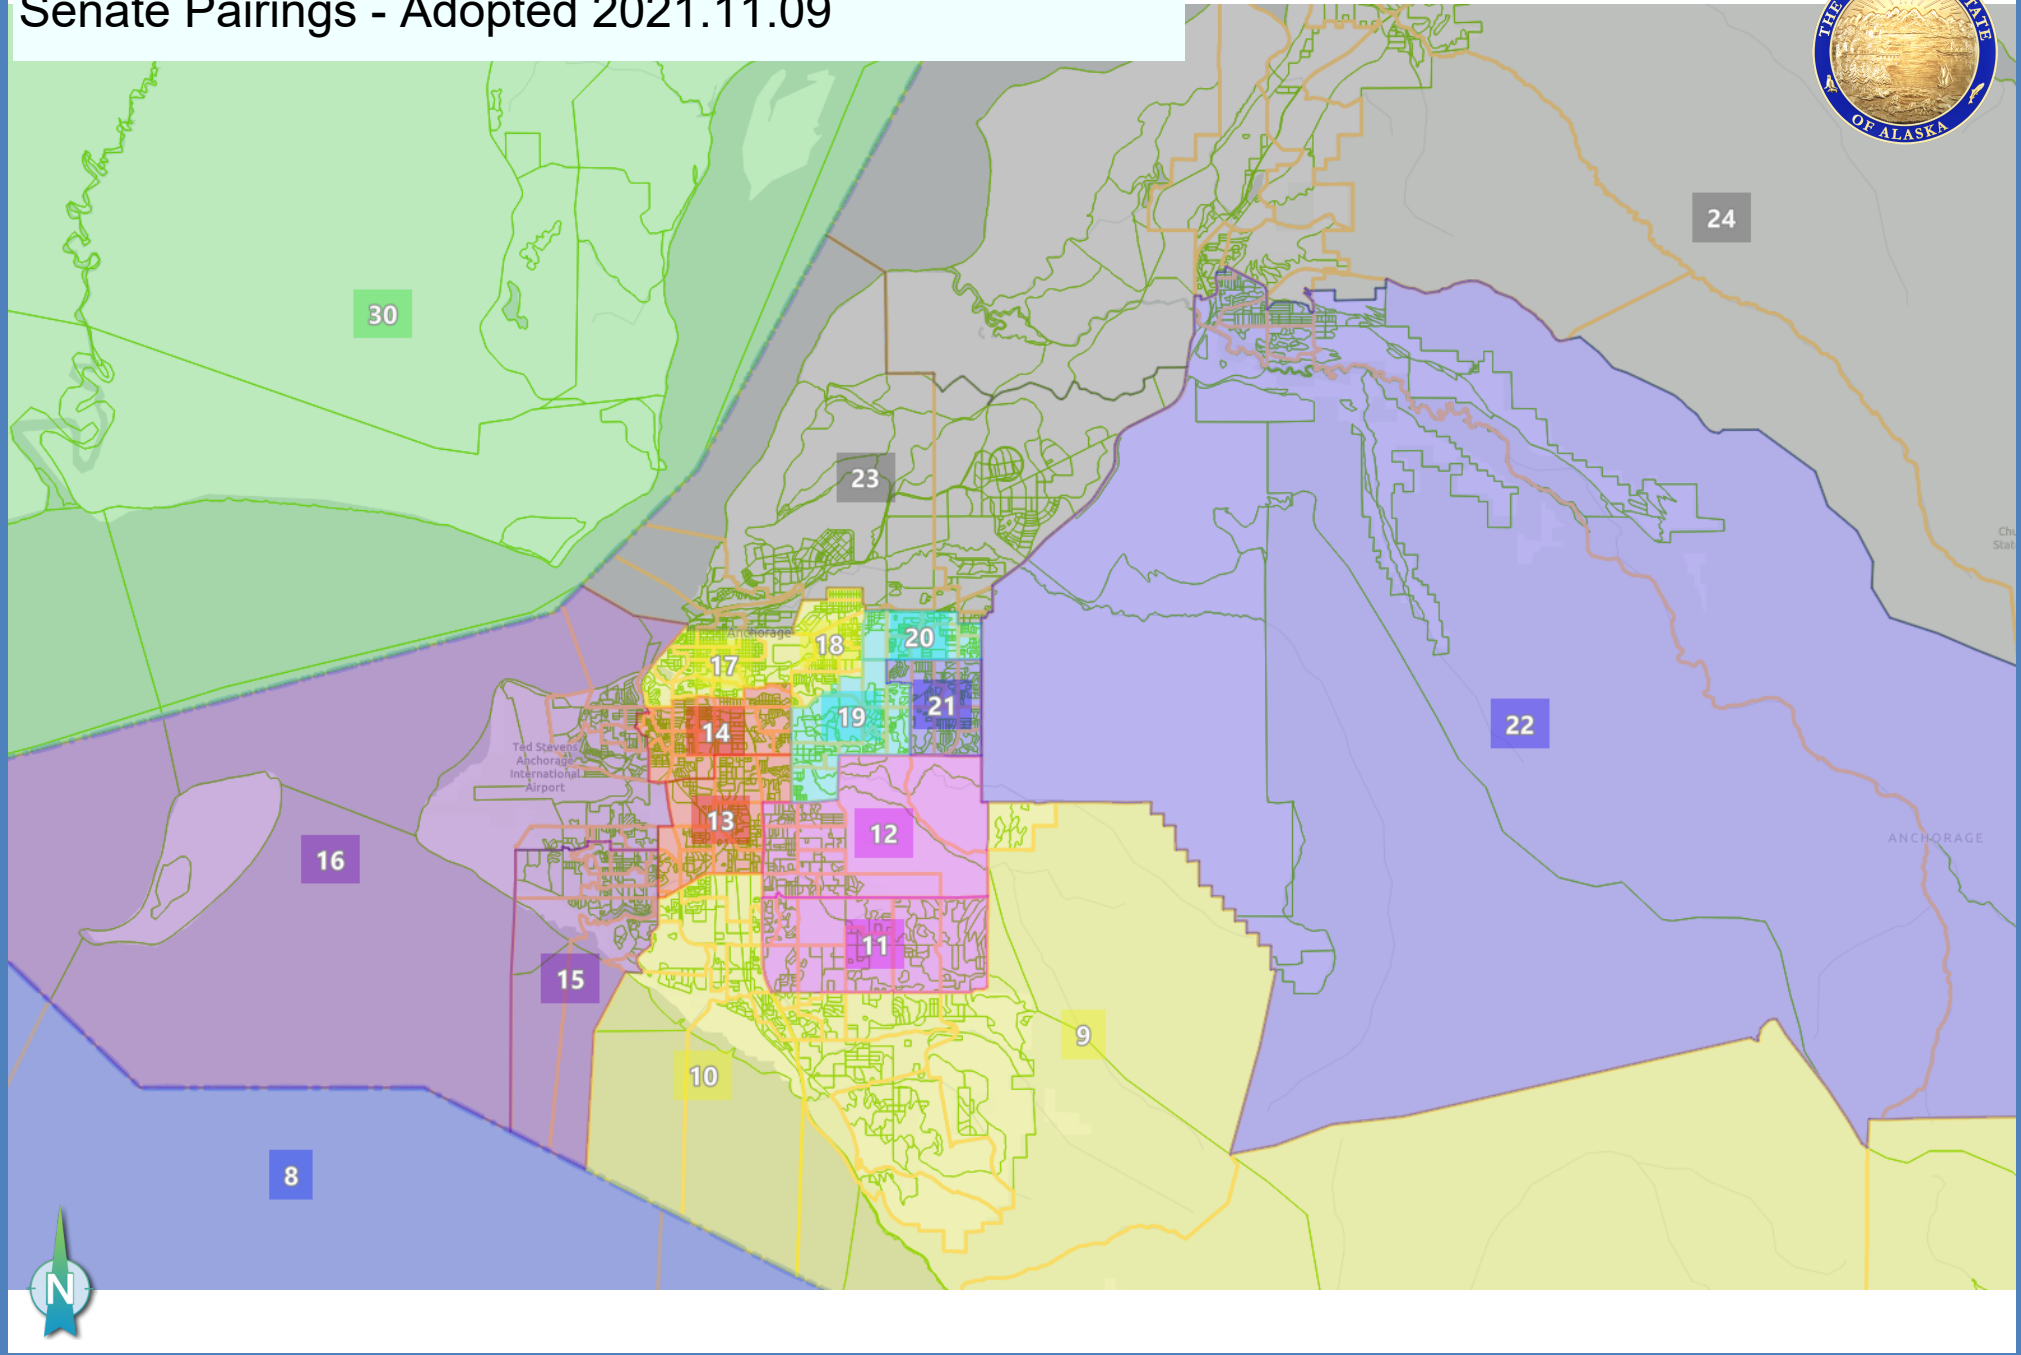 Senate Pairings - Adopted 2021.11.09
THE
STATE
OF ALASKA
24
30
23
Anchorage
18
20
17
21
19
14
22
Ted Stevens
Anchorage
International
Airport
13
12
ANCHORAGE
16
11
15
9
10
8
N